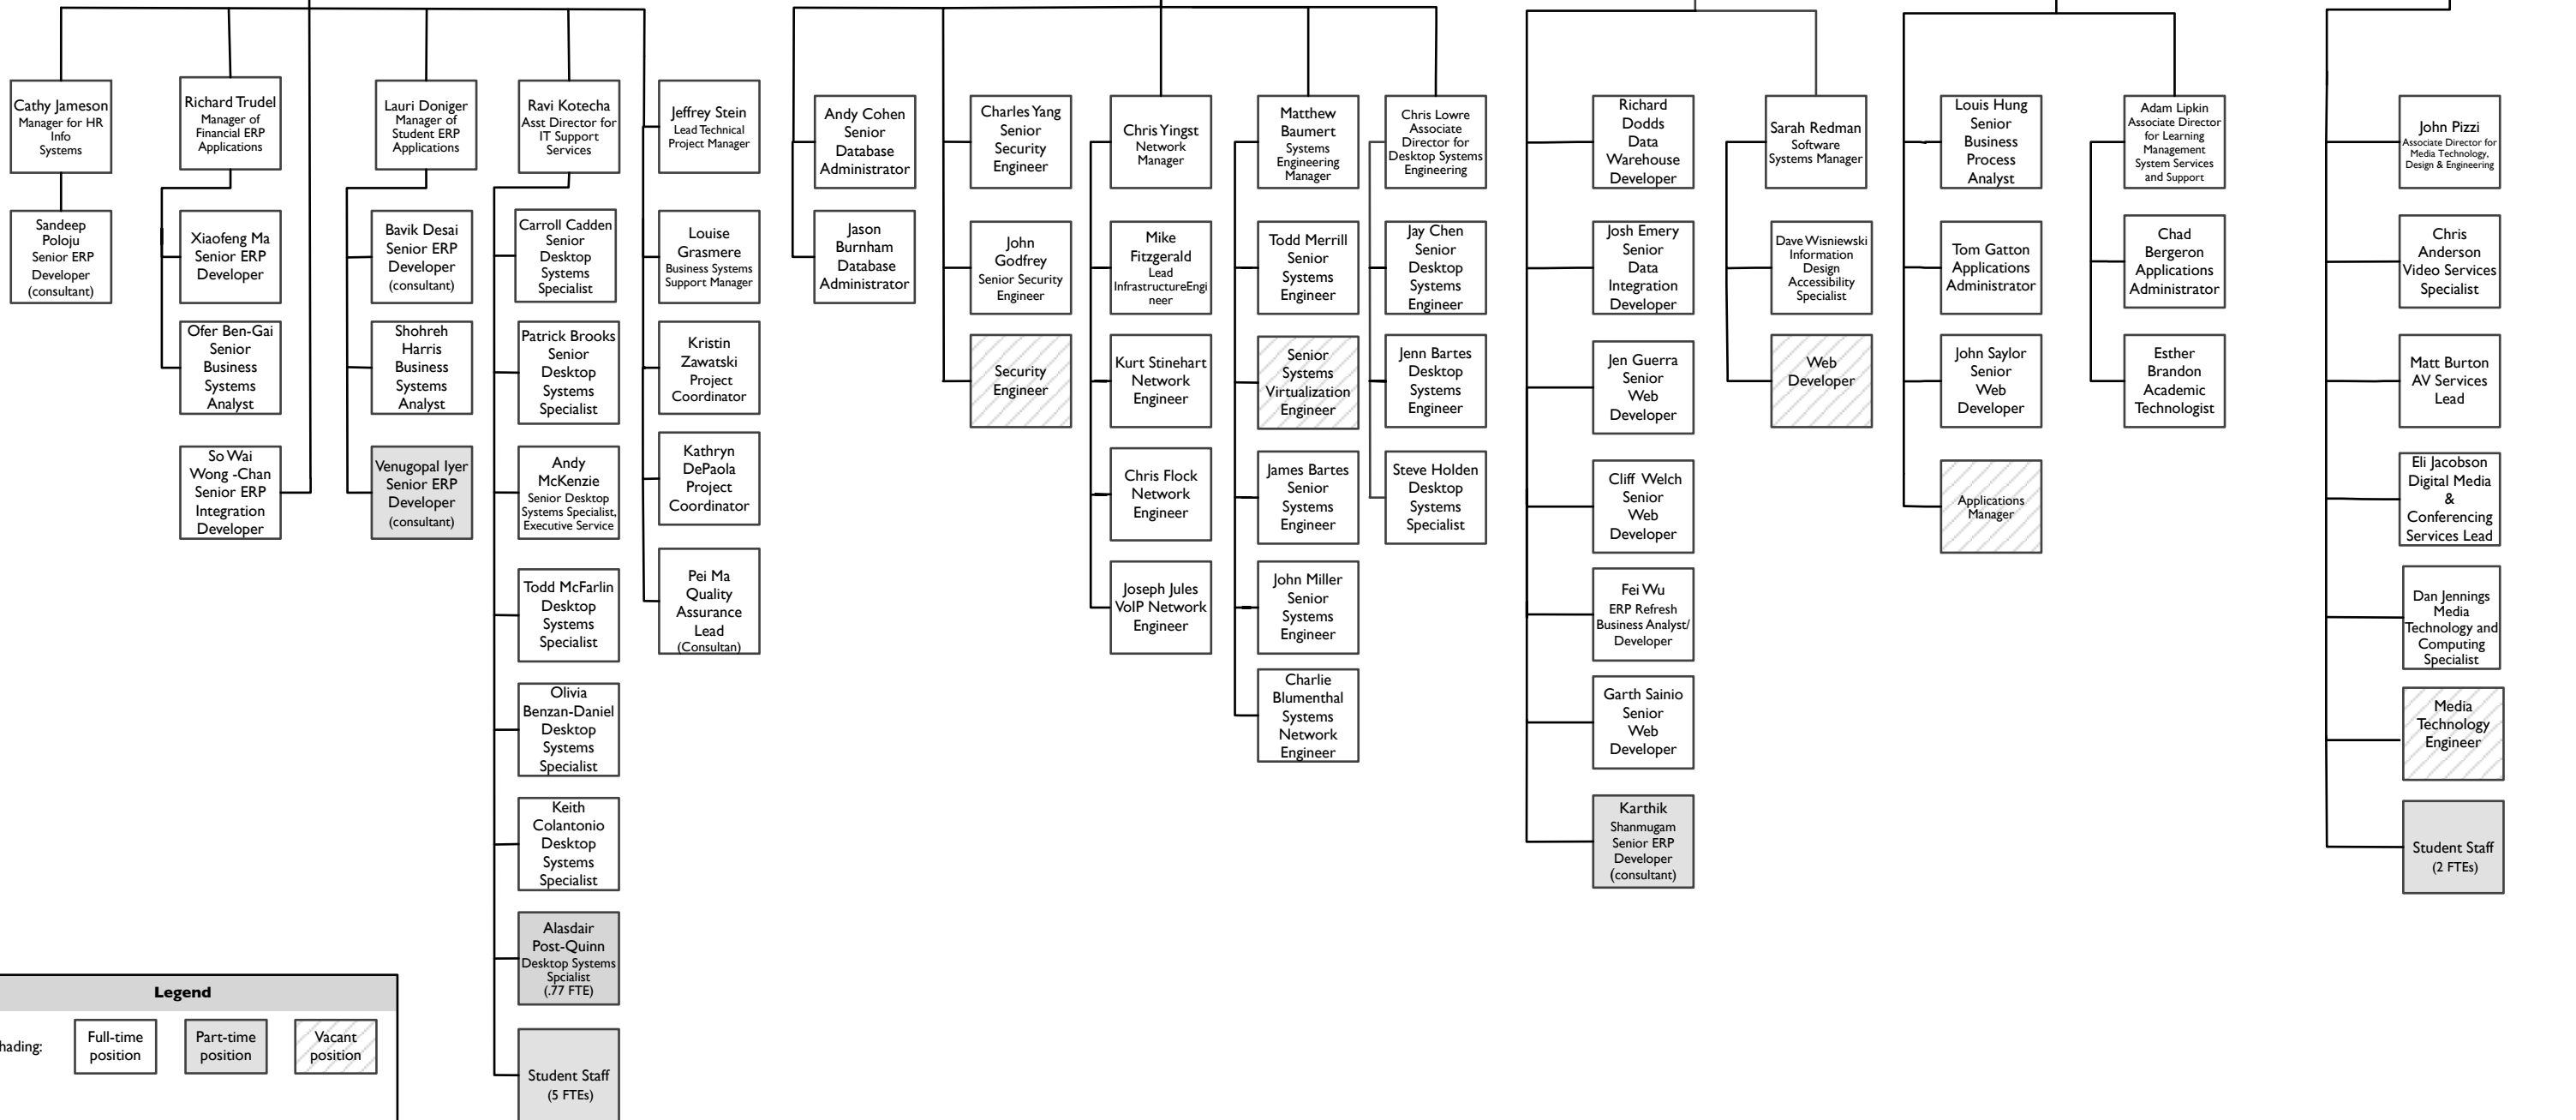 Cathy Jameson
Manager for HR
Info
Systems
Sandeep
Poloju
Senior ERP
Developer
(consultant)
Richard Trudel
Manager of
Financial ERP
Applications
Xiaofeng Ma
Senior ERP
Developer
Ofer Ben-Gai
Senior
Business
Systems
Analyst
So Wai
Wong -Chan
Senior ERP
Integration
Developer
Lauri Doniger
Manager of
Student ERP
Applications
Bavik Desai
Senior ERP
Developer
(consultant)
Shohreh
Harris
Business
Systems
Analyst
Venugopal Iyer
Senior ERP
Developer
(consultant)
Ravi Kotecha
Asst Director for
IT Support
Services
Carroll Cadden
Senior
Desktop
Systems
Specialist
Patrick Brooks
Senior
Desktop
Systems
Specialist
Andy
McKenzie
Senior Desktop
Systems Specialist,
Executive Service
Todd McFarlin
Desktop
Systems
Specialist
Olivia
Benzan-Daniel
Desktop
Systems
Specialist
Keith
Colantonio
Desktop
Systems
Specialist
Alasdair
Post-Quinn
Desktop Systems
Spcialist
(.77 FTE)
Student Staff
(5 FTEs)
Jeffrey Stein
Lead Technical
Project Manager
Louise
Grasmere
Business Systems
Support Manager
Kristin
Zawatski
Project
Coordinator
Kathryn
DePaola
Project
Coordinator
Pei Ma
Quality
Assurance
Lead
(Consultan)
Andy Cohen
Senior
Database
Administrator
Jason
Burnham
Database
Administrator
Charles Yang
Senior
Security
Engineer
John
Godfrey
Senior Security
Engineer
Security
Engineer
Chris Yingst
Network
Manager
Mike
Fitzgerald
Lead
InfrastructureEngi
neer
Kurt Stinehart
Network
Engineer
Chris Flock
Network
Engineer
Joseph Jules
VoIP Network
Engineer
Matthew
Baumert
Systems
Engineering
Manager
Todd Merrill
Senior
Systems
Engineer
Senior
Systems
Virtualization
Engineer
James Bartes
Senior
Systems
Engineer
John Miller
Senior
Systems
Engineer
Charlie
Blumenthal
Systems
Network
Engineer
Chris Lowre
Associate
Director for
Desktop Systems
Engineering
Jay Chen
Senior
Desktop
Systems
Engineer
Jenn Bartes
Desktop
Systems
Engineer
Steve Holden
Desktop
Systems
Specialist
Richard
Dodds
Data
Warehouse
Developer
Josh Emery
Senior
Data
Integration
Developer
Jen Guerra
Senior
Web
Developer
Cliff Welch
Senior
Web
Developer
Fei Wu
ERP Refresh
Business Analyst/
Developer
Garth Sainio
Senior
Web
Developer
Karthik
Shanmugam
Senior ERP
Developer
(consultant)
Sarah Redman
Software
Systems Manager
Dave Wisniewski
Information
Design
Accessibility
Specialist
Web
Developer
Louis Hung
Senior
Business
Process
Analyst
Tom Gatton
Applications
Administrator
John Saylor
Senior
Web
Developer
Applications
Manager
Adam Lipkin
Associate Director
for Learning
Management
System Services
and Support
Chad
Bergeron
Applications
Administrator
Esther
Brandon
Academic
Technologist
John Pizzi
Associate Director for
Media Technology,
Design & Engineering
Chris
Anderson
Video Services
Specialist
Matt Burton
AV Services
Lead
Eli Jacobson
Digital Media
&
Conferencing
Services Lead
Dan Jennings
Media
Technology and
Computing
Specialist
Media
Technology
Engineer
Student Staff
(2 FTEs)
Legend
hading:
Full-time
position
Part-time
position
Vacant
position